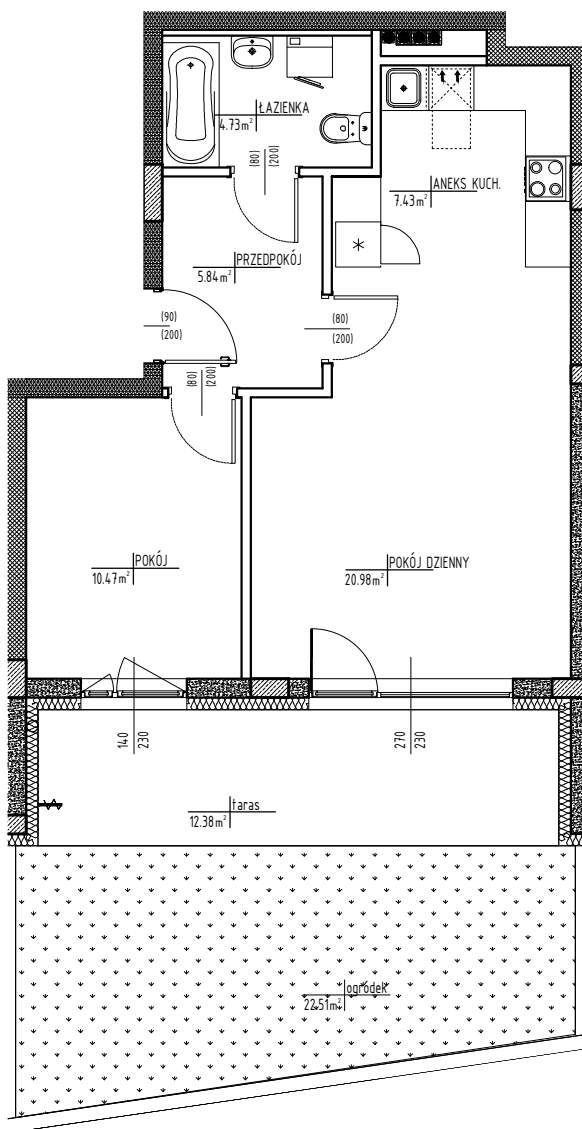 ŁAZIENKA
4.73m²
(80)
(200)
ANEKS KUCH.
7.43m²
PRZEDPOKÓJ
5.84m²
(90)
(200)
(80)
(200)
(80)
(200)
POKÓJ
10.47m²
POKÓJ DZIENNY
20.98m²
140
230
270
230
taras
12.38m²
ogródek
22.51m²